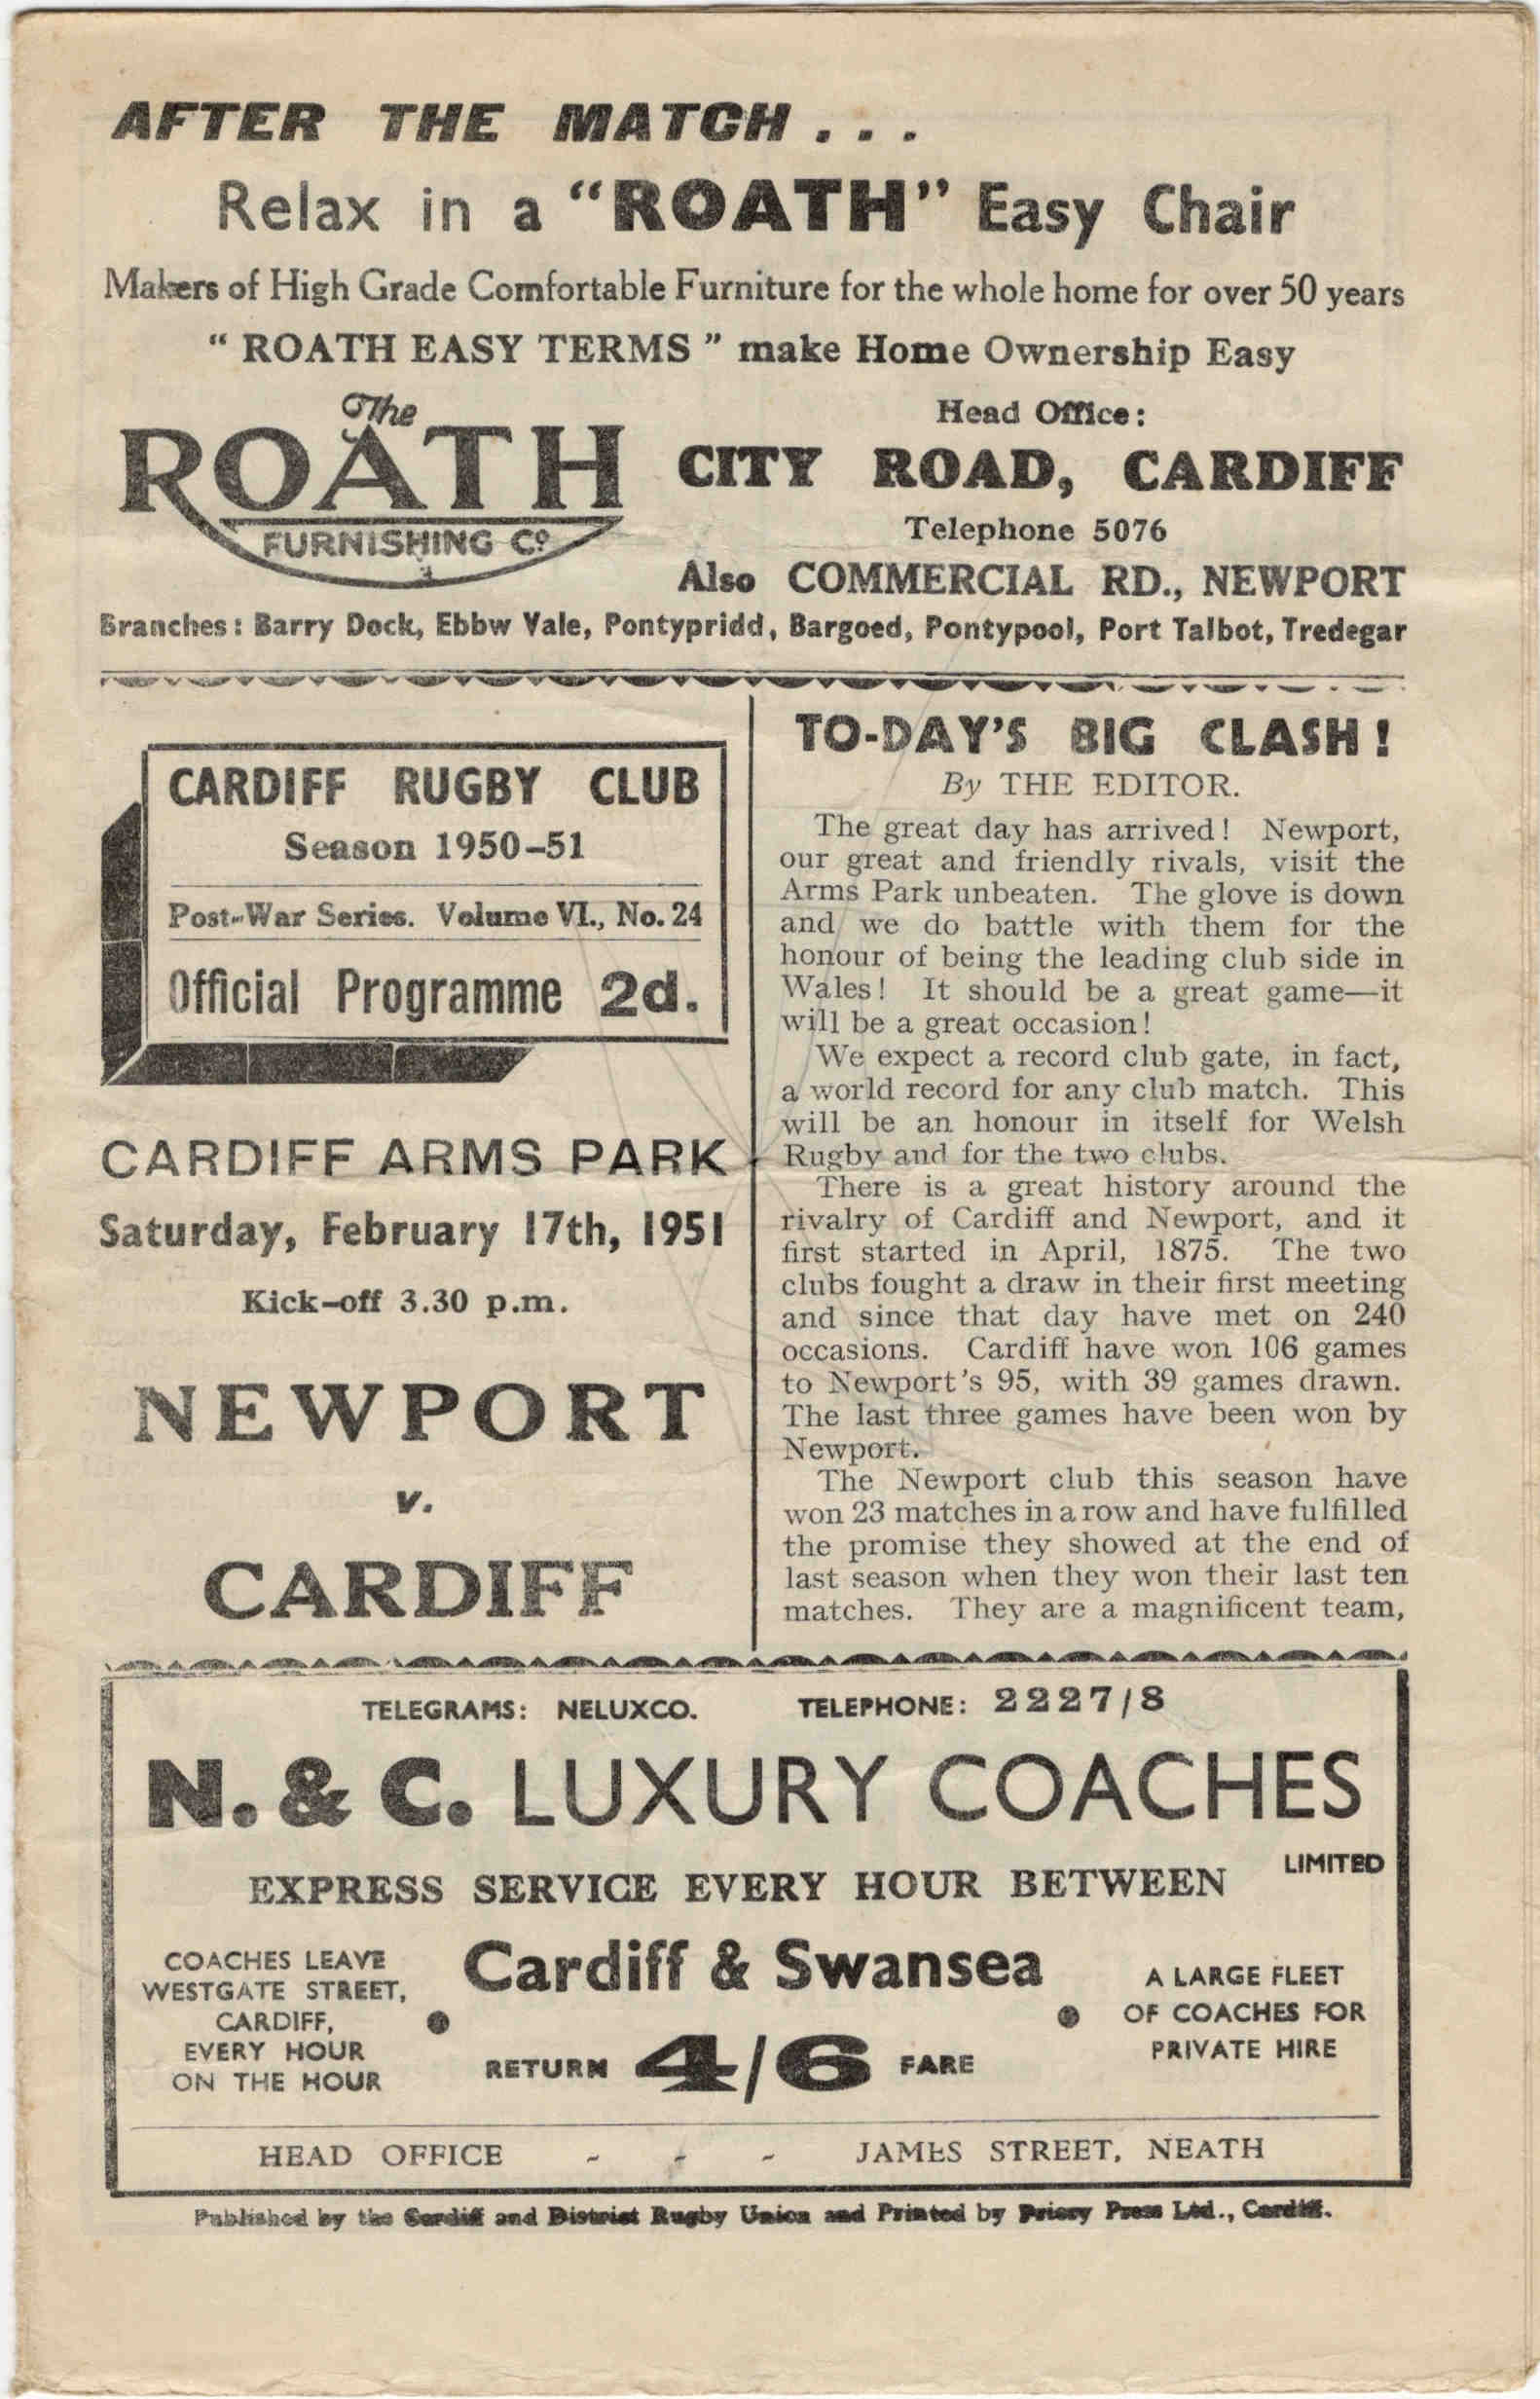 AFTER THE MATCH . . .
Relax in a "ROATH" Easy Chair
Makers of High Grade Comfortable Furniture for the whole home for over 50 years
" ROATH EASY TERMS " make Home Ownership Easy
The
ROATH
FURNISHING Co
Head Office:
CITY ROAD, CARDIFF
Telephone 5076
Also COMMERCIAL RD., NEWPORT
Branches: Barry Dock, Ebbw Vale, Pontypridd, Bargoed, Pontypool, Port Talbot, Tredegar
CARDIFF RUGBY CLUB
Season 1950-51
Post-War Series. Volume VI., No. 24
Official Programme 2d.
CARDIFF ARMS PARK
Saturday, February 17th, 1951
Kick-off 3.30 p.m.
NEWPORT
v.
CARDIFF
TO-DAY'S BIG CLASH!
By THE EDITOR.
The great day has arrived! Newport,
our great and friendly rivals, visit the
Arms Park unbeaten. The glove is down
and we do battle with them for the
honour of being the leading club side in
Wales! It should be a great game—it
will be a great occasion!
We expect a record club gate, in fact,
a world record for any club match. This
will be an honour in itself for Welsh
Rugby and for the two clubs.
There is a great history around the
rivalry of Cardiff and Newport, and it
first started in April, 1875. The two
clubs fought a draw in their first meeting
and since that day have met on 240
occasions. Cardiff have won 106 games
to Newport's 95, with 39 games drawn.
The last three games have been won by
Newport.
The Newport club this season have
won 23 matches in a row and have fulfilled
the promise they showed at the end of
last season when they won their last ten
matches. They are a magnificent team,
TELEGRAMS: NELUXCO. TELEPHONE: 2227/8
N. & C. LUXURY COACHES
LIMITED
EXPRESS SERVICE EVERY HOUR BETWEEN
Cardiff & Swansea
COACHES LEAVE
WESTGATE STREET,
CARDIFF,
EVERY HOUR
ON THE HOUR
RETURN 4/6 FARE
A LARGE FLEET
OF COACHES FOR
PRIVATE HIRE
HEAD OFFICE - - - JAMES STREET, NEATH
Published by the Cardiff and District Rugby Union and Printed by Priory Press Ltd., Cardiff.